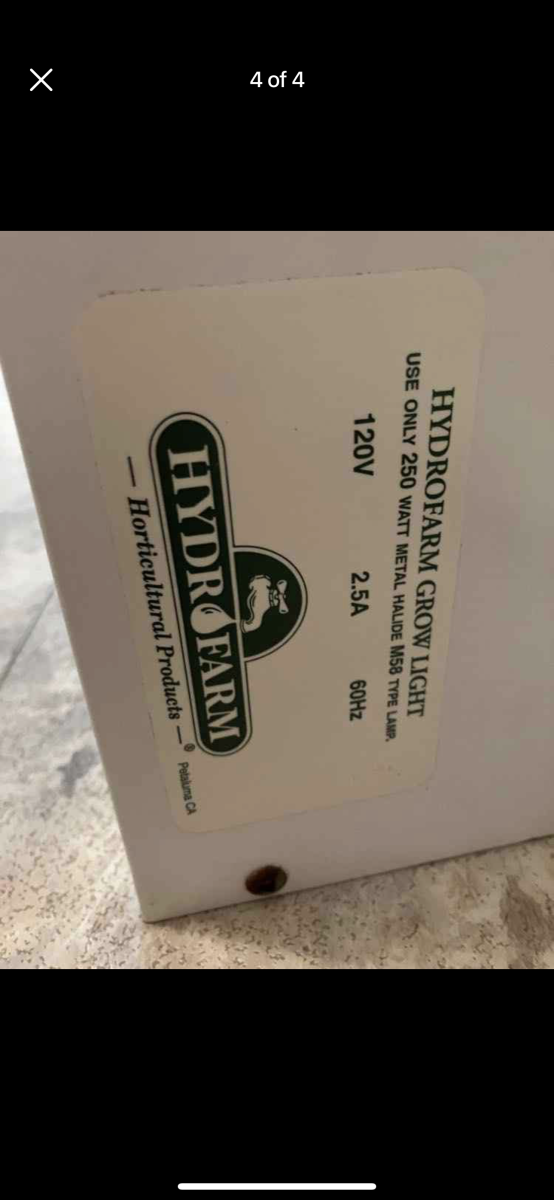 4 of 4
HYDROFARM GROW LIGHT
USE ONLY 250 WATT METAL HALIDE M58 TYPE LAMP.
120V 2.5A 60Hz
HYDROFARM
— Horticultural Products —®
Petaluma CA